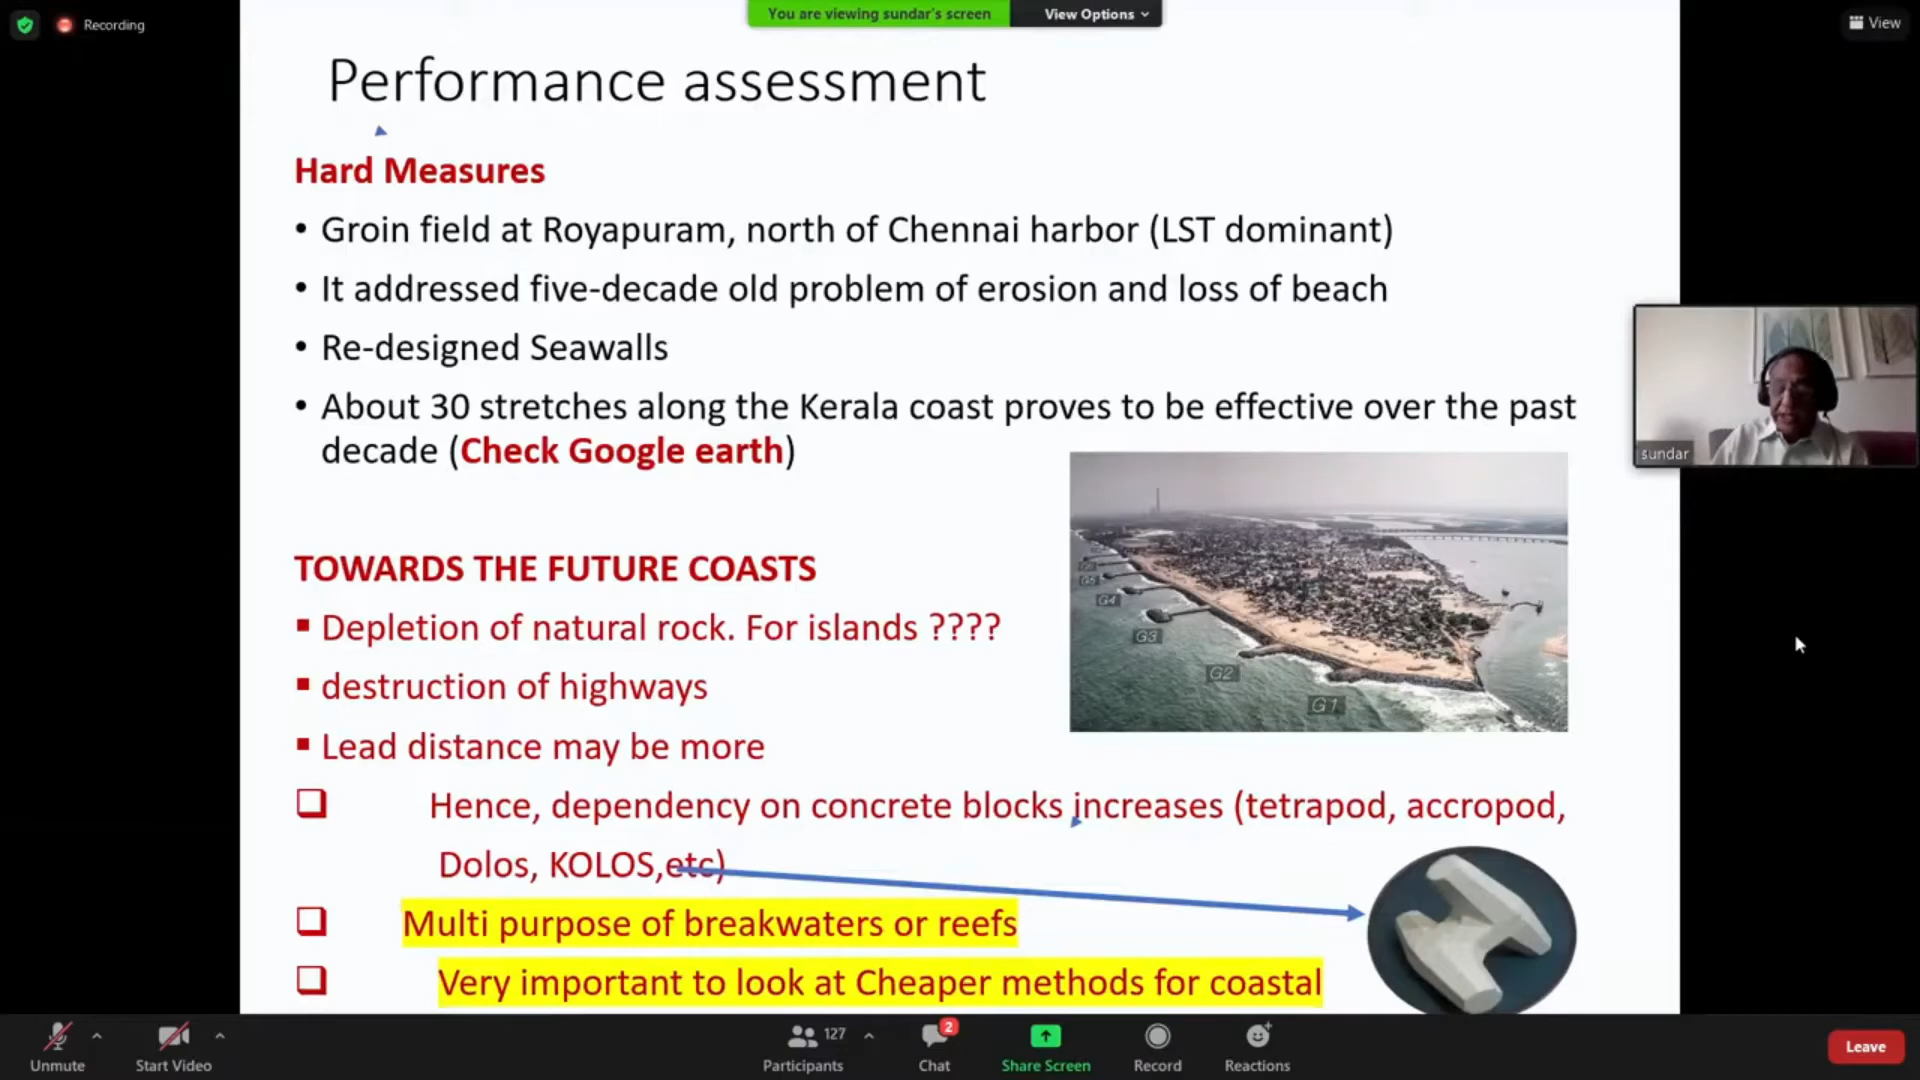 Recording
You are viewing sundar's screen
View Options
View
Performance assessment
Hard Measures
• Groin field at Royapuram, north of Chennai harbor (LST dominant)
• It addressed five-decade old problem of erosion and loss of beach
• Re-designed Seawalls
• About 30 stretches along the Kerala coast proves to be effective over the past
decade (Check Google earth)
sundar
TOWARDS THE FUTURE COASTS
▪ Depletion of natural rock. For islands ????
▪ destruction of highways
▪ Lead distance may be more
G5
G4
G3
G2
G1
❑ Hence, dependency on concrete blocks increases (tetrapod, accropod,
Dolos, KOLOS,etc)
❑ Multi purpose of breakwaters or reefs
❑ Very important to look at Cheaper methods for coastal
Unmute
Start Video
127
Participants
2
Chat
Share Screen
Record
Reactions
Leave